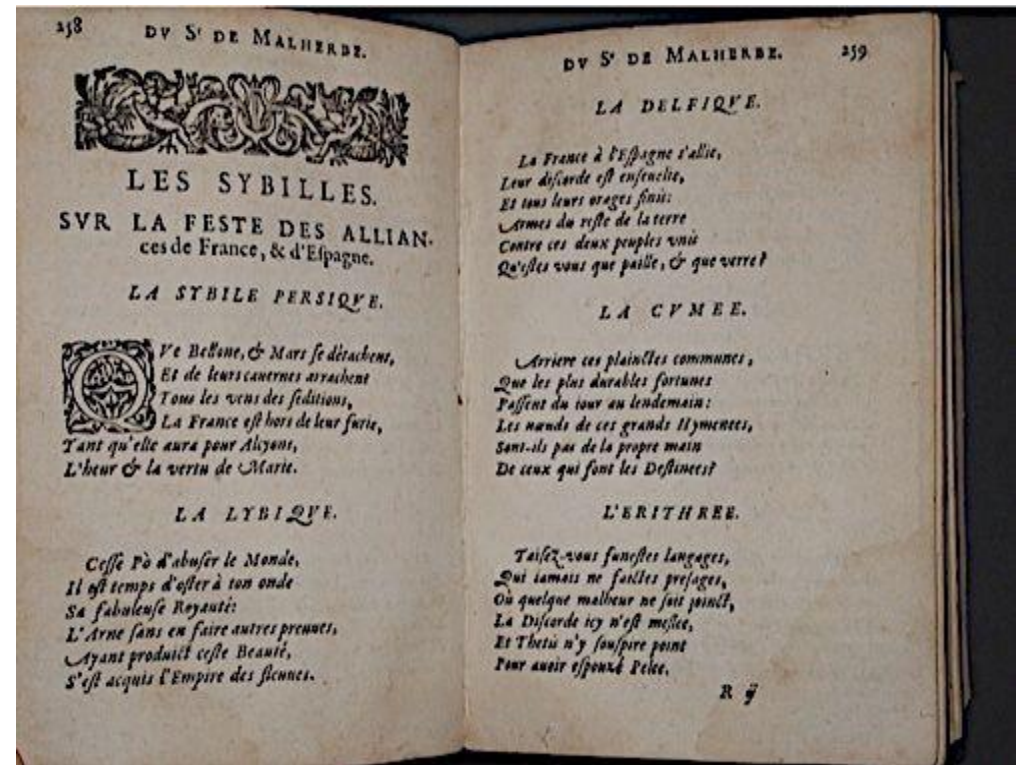 258 DV Sʳ DE MALHERBE.
LES SYBILLES.
SVR LA FESTE DES ALLIAN-
ces de France, & d'Eſpagne.
LA SYBILE PERSIQVE.
QVe Bellone, & Mars ſe détachent,
Et de leurs cauernes arrachent
Tous les vens des ſeditions,
La France eſt hors de leur furie,
Tant qu'elle aura pour Alcyons,
L'heur & la vertu de Marie.
LA LYBIQVE.
Ceſſe Pò d'abuſer le Monde,
Il eſt temps d'oſter à ton onde
Sa fabuleuſe Royauté:
L'Arne ſans en faire autres preuues,
Ayant produict ceſte Beauté,
S'eſt acquis l'Empire des fleuues.
DV Sʳ DE MALHERBE. 259
LA DELFIQVE.
La France à l'Eſpagne s'allie,
Leur diſcorde eſt enſeuelie,
Et tous leurs orages finis:
Armes du reſte de la terre
Contre ces deux peuples vnis
Qu'eſtes vous que paille, & que verre?
LA CVMEE.
Arriere ces plainctes communes,
Que les plus durables fortunes
Paſſent du iour au lendemain:
Les nœuds de ces grands Hymenees,
Sont-ils pas de la propre main
De ceux qui font les Deſtinees?
L'ERITHREE.
Taiſez-vous funeſtes langages,
Qui iamais ne faictes preſages,
Où quelque malheur ne ſoit joinct,
La Diſcorde icy n'eſt meſlee,
Et Thetis n'y ſouſpire point
Pour auoir eſpouzé Pelee.
R ij